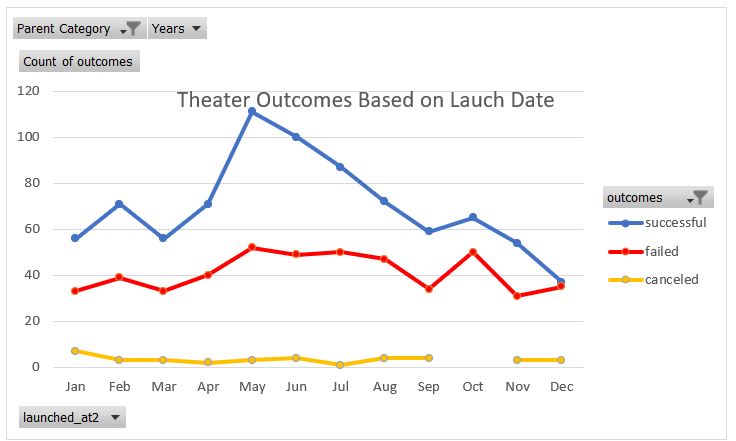 Parent Category Years
Count of outcomes
Theater Outcomes Based on Lauch Date
120
100
80
60
40
20
0
Jan Feb Mar Apr May Jun Jul Aug Sep Oct Nov Dec
outcomes
successful
failed
canceled
launched_at2